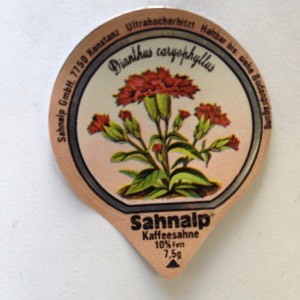 Sahnalp GmbH, 7750 Konstanz Ultrahocherhitzt Haltbar bis siehe Bodenprägung
Dianthus caryophyllus
Sahnalp®
Kaffeesahne
10% Fett
7,5g